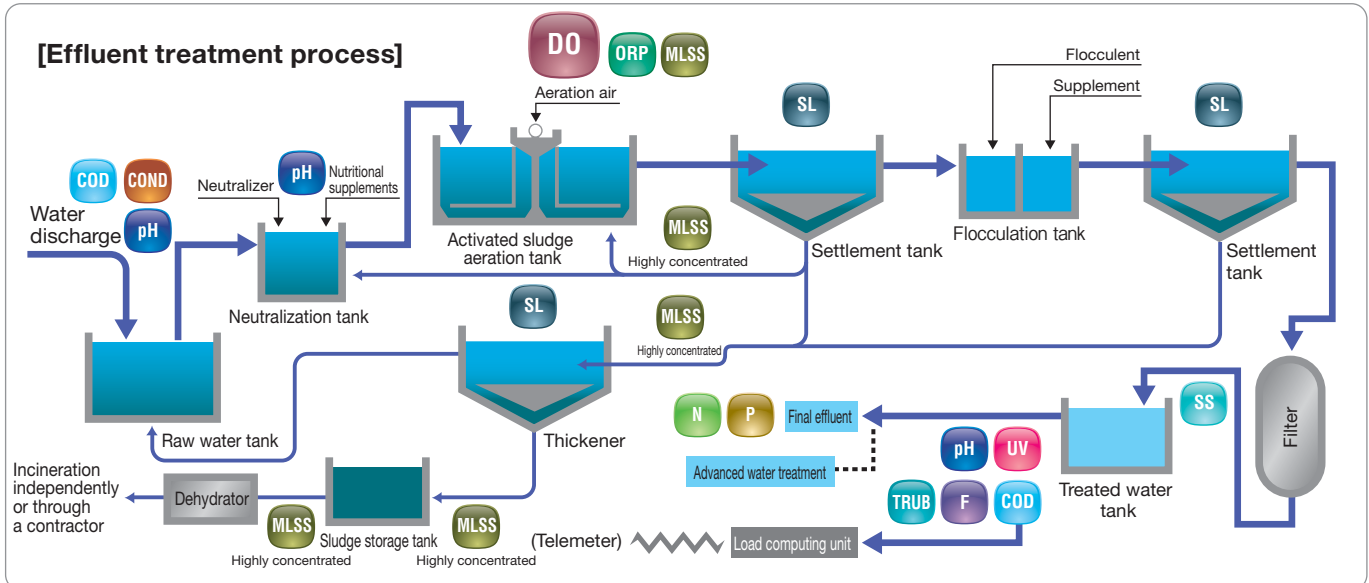 [Effluent treatment process]
DO
ORP
MLSS
Aeration air
SL
Flocculent
Supplement
SL
COD
COND
Neutralizer
pH
Nutritional
supplements
Water
discharge
pH
Activated sludge
aeration tank
MLSS
Highly concentrated
Settlement tank
Flocculation tank
Settlement
tank
Neutralization tank
SL
MLSS
Highly concentrated
Raw water tank
Thickener
N
P
Final effluent
SS
Filter
pH
UV
Advanced water treatment
Treated water
tank
Incineration
independently
or through
a contractor
Dehydrator
MLSS
Highly concentrated
Sludge storage tank
MLSS
Highly concentrated
TRUB
F
COD
(Telemeter)
Load computing unit